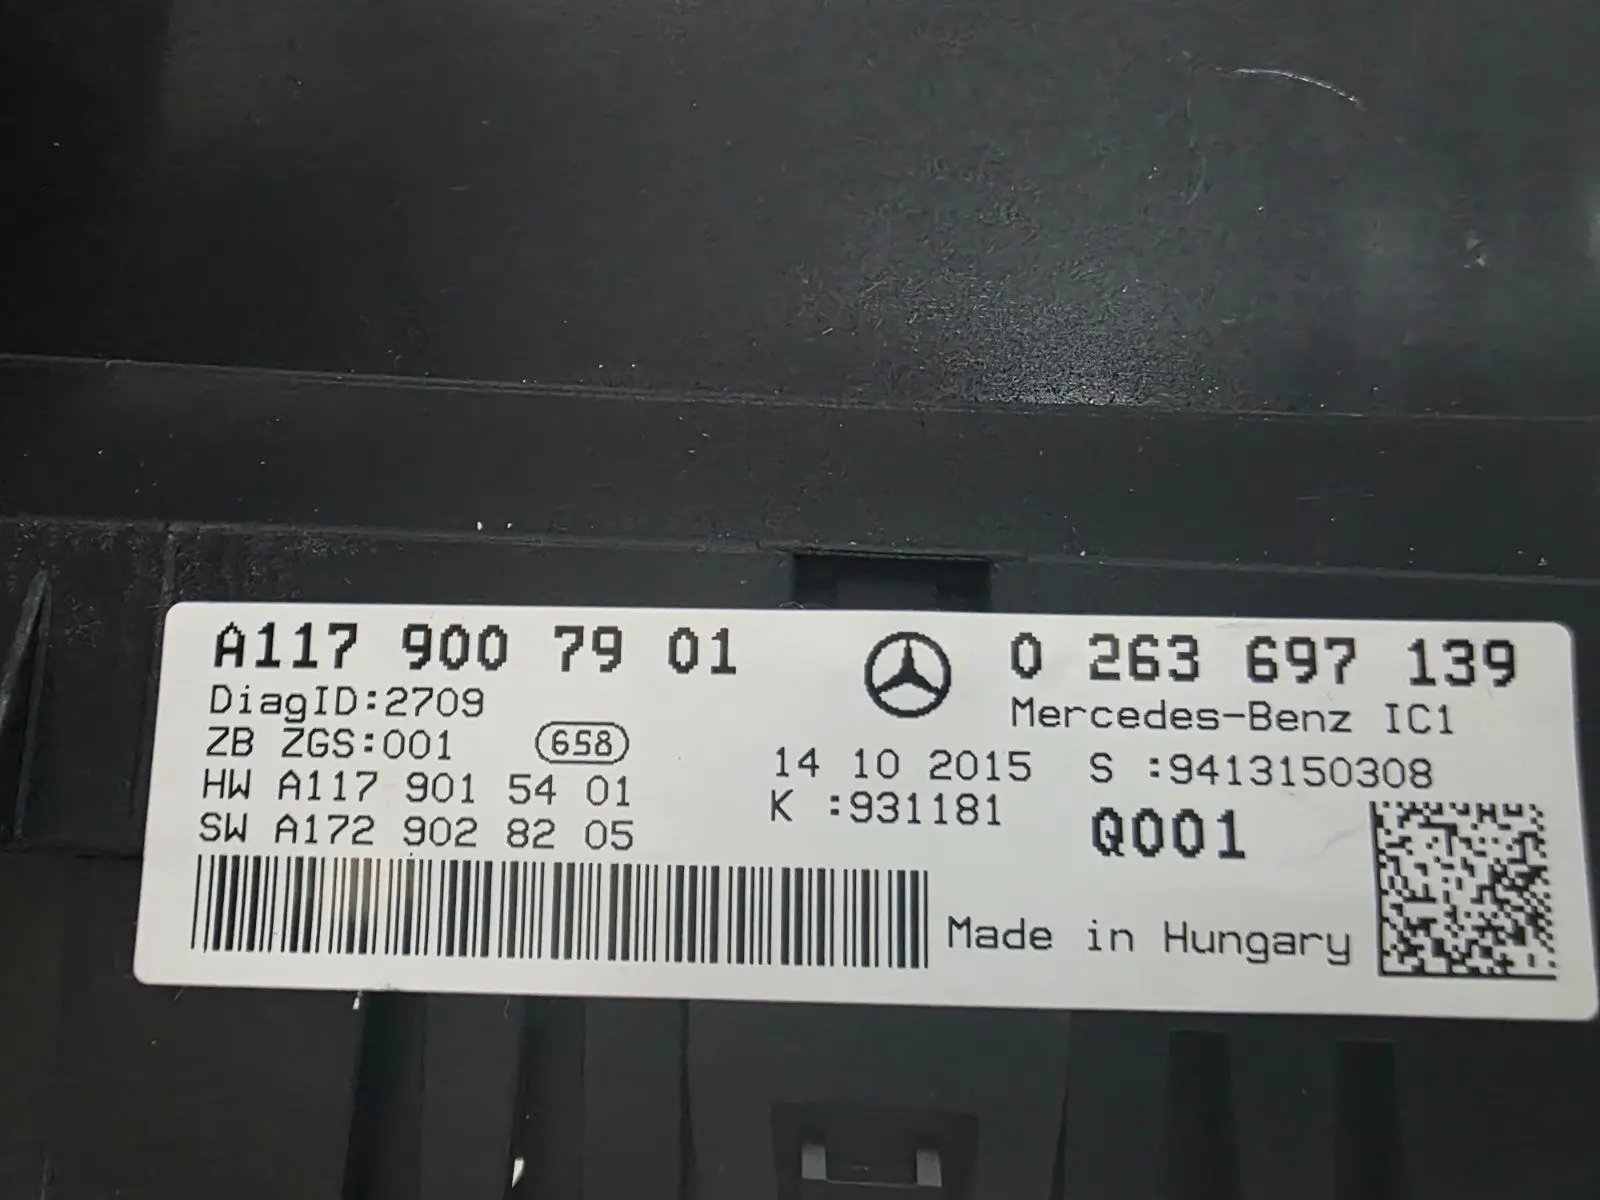 A117 900 79 01
DiagID:2709
ZB ZGS:001 658
HW A117 901 54 01
SW A172 902 82 05
0 263 697 139
Mercedes-Benz IC1
14 10 2015 S :9413150308
K :931181 Q001
Made in Hungary